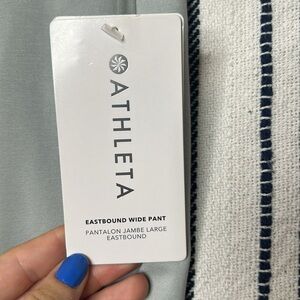 ATHLETA
EASTBOUND WIDE PANT
PANTALON JAMBE LARGE
EASTBOUND